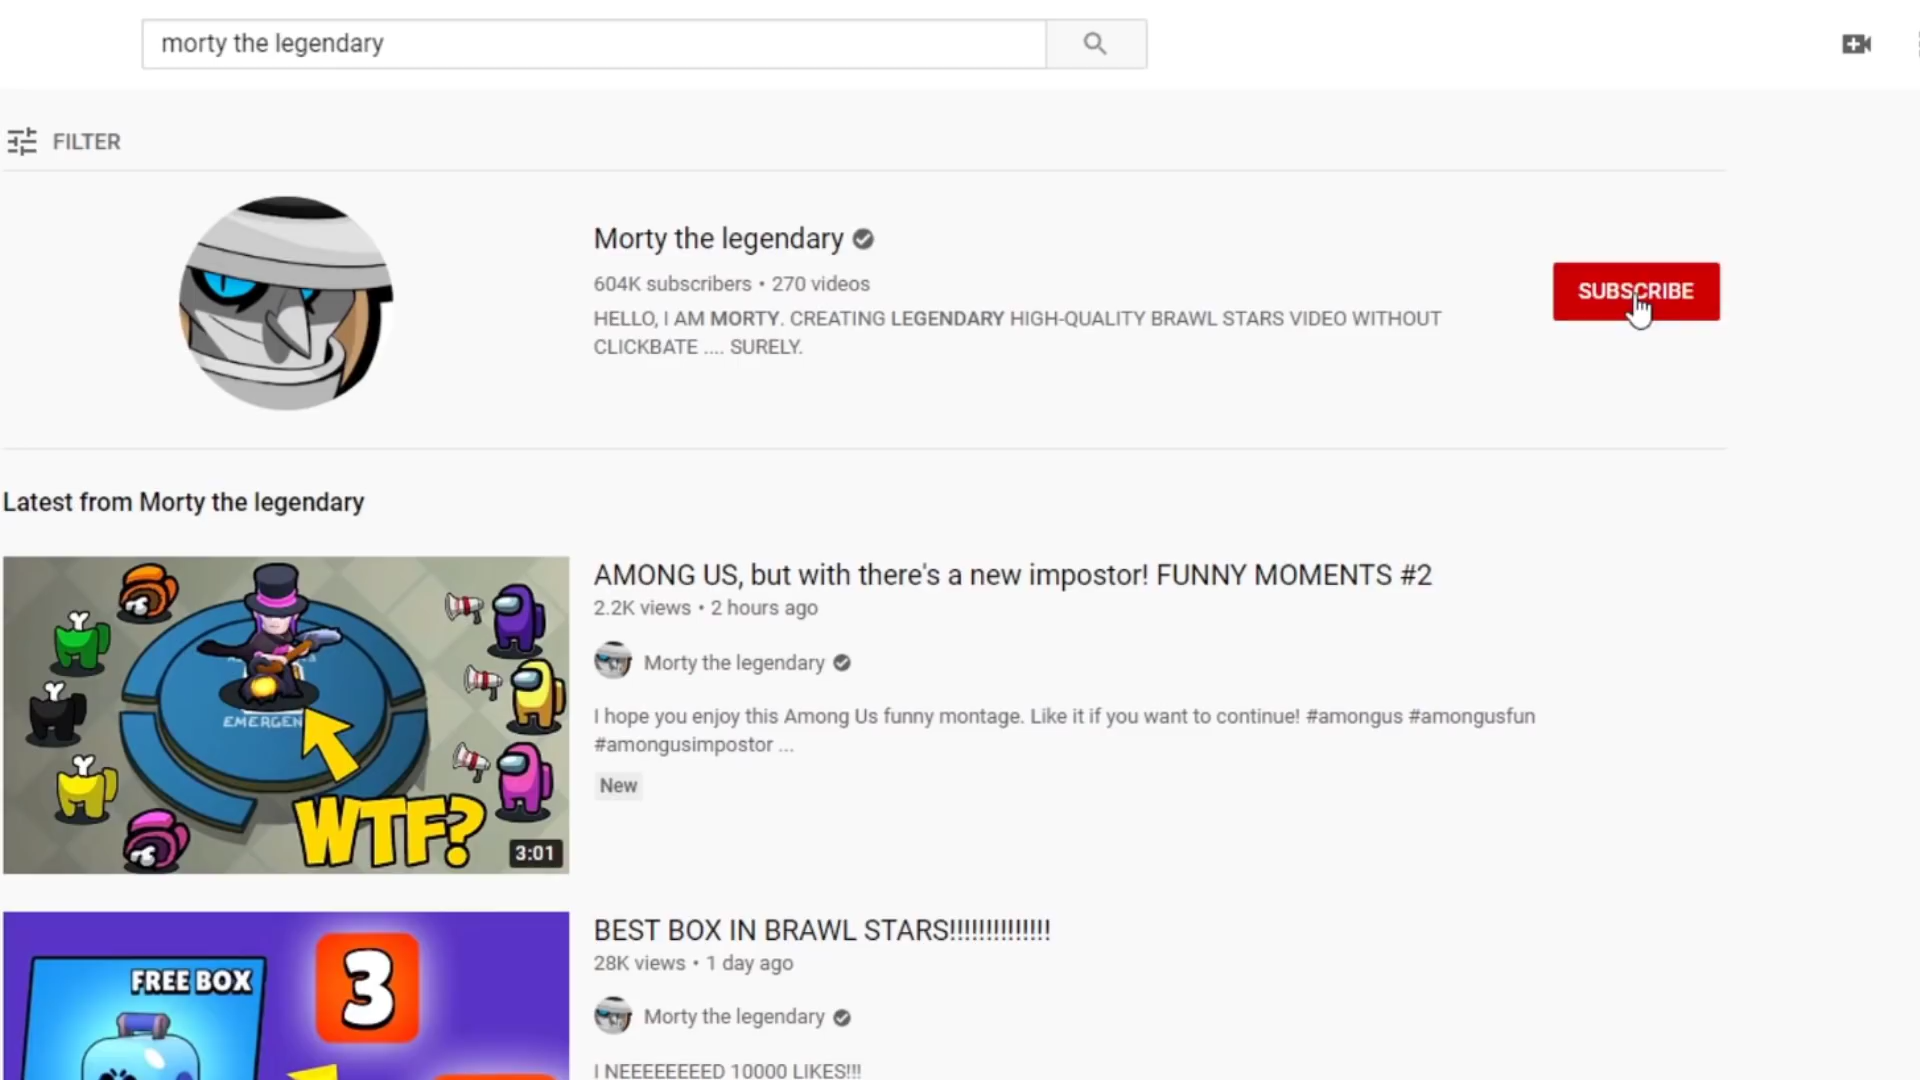 morty the legendary
FILTER
Morty the legendary
604K subscribers • 270 videos
HELLO, I AM MORTY. CREATING LEGENDARY HIGH-QUALITY BRAWL STARS VIDEO WITHOUT
CLICKBATE .... SURELY.
SUBSCRIBE
Latest from Morty the legendary
EMERGEN
WTF?
3:01
AMONG US, but with there's a new impostor! FUNNY MOMENTS #2
2.2K views • 2 hours ago
Morty the legendary
I hope you enjoy this Among Us funny montage. Like it if you want to continue! #amongus #amongusfun
#amongusimpostor ...
New
FREE BOX
3
BEST BOX IN BRAWL STARS!!!!!!!!!!!!!!
28K views • 1 day ago
Morty the legendary
I NEEEEEEEED 10000 LIKES!!!